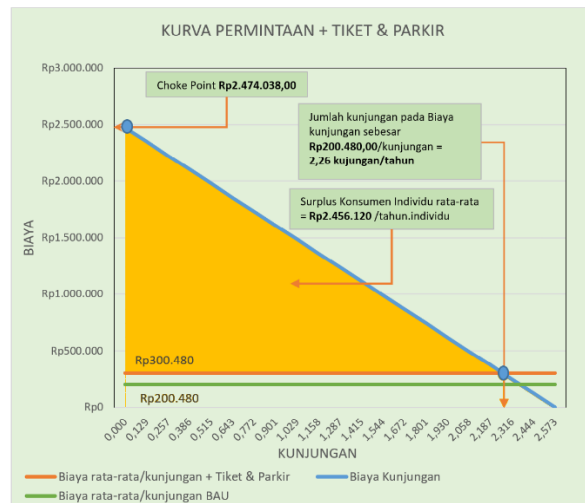 KURVA PERMINTAAN + TIKET & PARKIR
Rp3.000.000
Choke Point Rp2.474.038,00
Jumlah kunjungan pada Biaya
kunjungan sebesar
Rp200.480,00/kunjungan =
2,26 kujungan/tahun
Rp2.500.000
Rp2.000.000
Surplus Konsumen Individu rata-rata
= Rp2.456.120 /tahun.individu
BIAYA
Rp1.500.000
Rp1.000.000
Rp500.000
Rp300.480
Rp200.480
Rp0
0,000 0,129 0,257 0,386 0,515 0,643 0,772 0,901 1,029 1,158 1,287 1,415 1,544 1,672 1,801 1,930 2,058 2,187 2,316 2,444 2,573
KUNJUNGAN
Biaya rata-rata/kunjungan + Tiket & Parkir
Biaya Kunjungan
Biaya rata-rata/kunjungan BAU